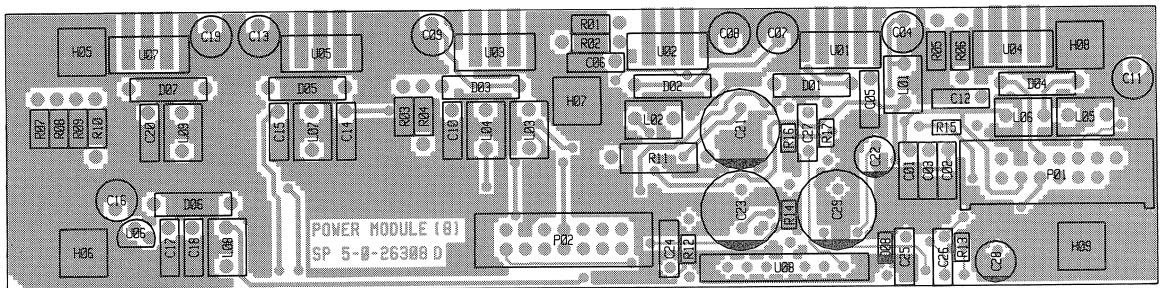 C19 C13 C09 R01 C08 C07 C04
H05 U07 U05 U03 R02 U02 U01 R05 R06 U04 H08
C06
C11
D07 D05 D03 H07 D02 D01 C05 L01 D04
C12
R07 R08 R09 R10 C20 L09 C15 L07 C14 R03 R04 C10 L04 L03 L02 C21 R16 C27 R17 R15 L06 L05
R11 C22 C01 C03 C02 P01
C16 D06 C23 R14 C29
U06
H06 C17 C18 L08 POWER MODULE (8) P02 H09
SP 5-0-26308 D
C24 R12 U08 C25 C26 R13 C28